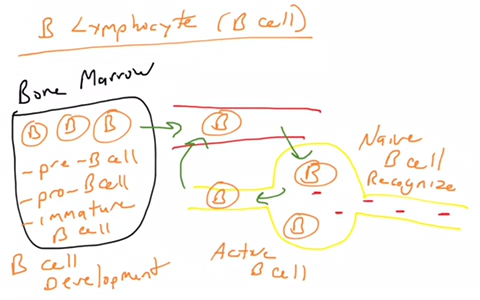 B Lymphocyte (B cell)
Bone Marrow
B B B
B
- pre-B cell
- pro-B cell
- immature
B cell
B cell
Development
B
B
B
Naive
B cell
Recognize
Active
B cell